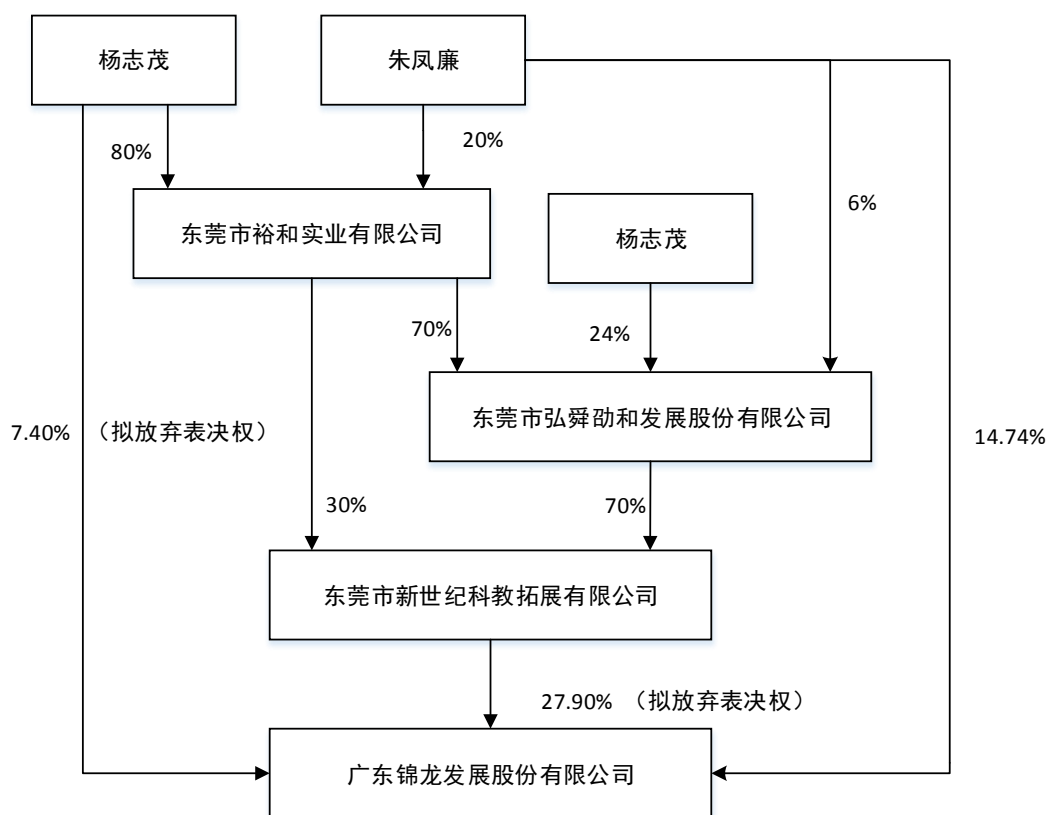 杨志茂
朱凤廉
80%
20%
东莞市裕和实业有限公司
6%
杨志茂
70%
24%
东莞市弘舜劭和发展股份有限公司
7.40% （拟放弃表决权）
14.74%
30%
70%
东莞市新世纪科教拓展有限公司
27.90% （拟放弃表决权）
广东锦龙发展股份有限公司